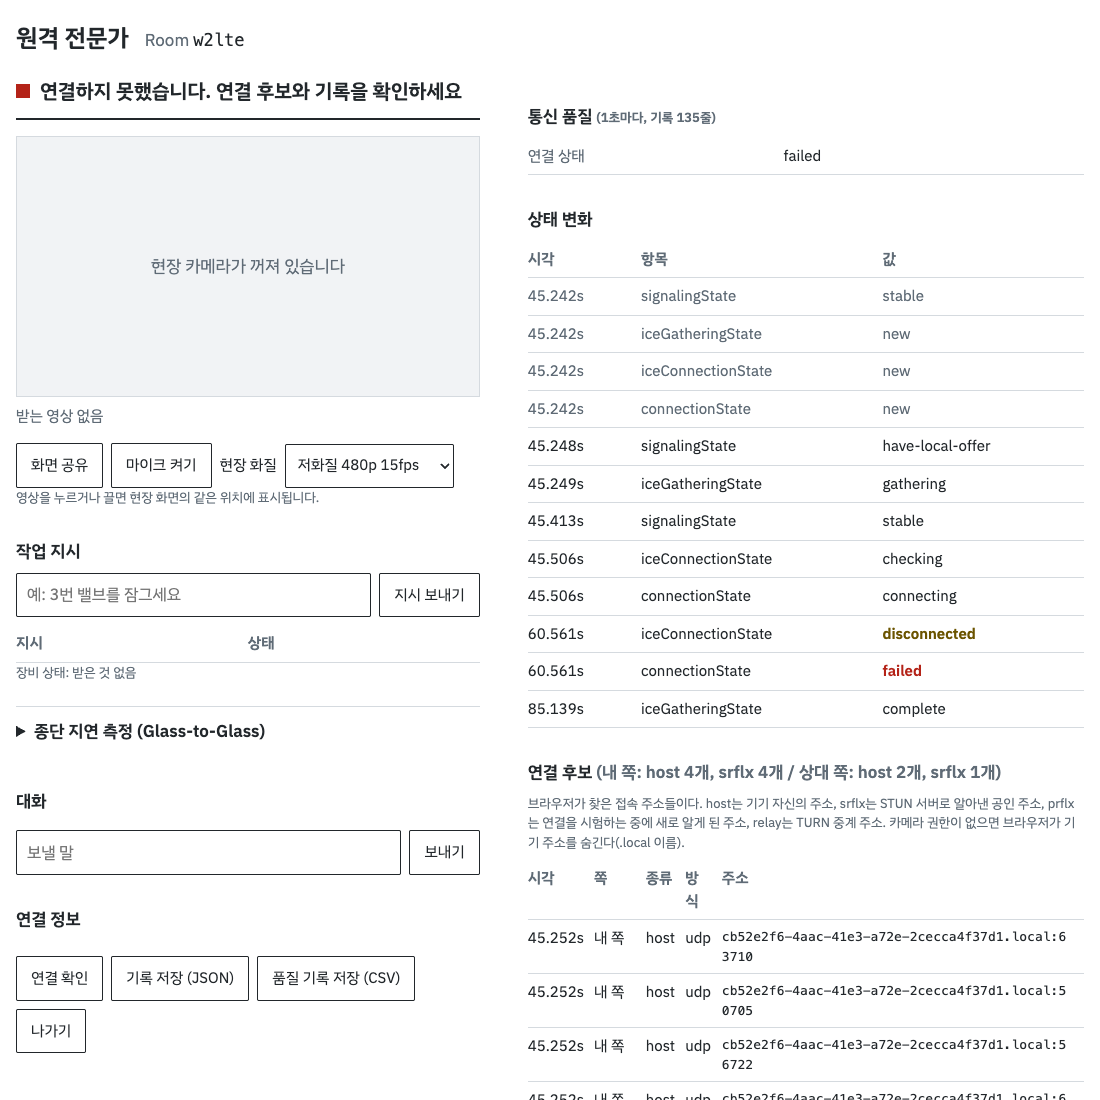 원격 전문가 Room w2lte
연결하지 못했습니다. 연결 후보와 기록을 확인하세요
현장 카메라가 꺼져 있습니다
받는 영상 없음
화면 공유 마이크 켜기 현장 화질 저화질 480p 15fps
영상을 누르거나 끌면 현장 화면의 같은 위치에 표시됩니다.
작업 지시
예: 3번 밸브를 잠그세요 지시 보내기
지시 상태
장비 상태: 받은 것 없음
▶ 종단 지연 측정 (Glass-to-Glass)
대화
보낼 말 보내기
연결 정보
연결 확인 기록 저장 (JSON) 품질 기록 저장 (CSV)
나가기
통신 품질 (1초마다, 기록 135줄)
연결 상태 failed
상태 변화
시각 항목 값
45.242s signalingState stable
45.242s iceGatheringState new
45.242s iceConnectionState new
45.242s connectionState new
45.248s signalingState have-local-offer
45.249s iceGatheringState gathering
45.413s signalingState stable
45.506s iceConnectionState checking
45.506s connectionState connecting
60.561s iceConnectionState disconnected
60.561s connectionState failed
85.139s iceGatheringState complete
연결 후보 (내 쪽: host 4개, srflx 4개 / 상대 쪽: host 2개, srflx 1개)
브라우저가 찾은 접속 주소들이다. host는 기기 자신의 주소, srflx는 STUN 서버로 알아낸 공인 주소, prflx
는 연결을 시험하는 중에 새로 알게 된 주소, relay는 TURN 중계 주소. 카메라 권한이 없으면 브라우저가 기
기 주소를 숨긴다(.local 이름).
시각 쪽 종류 방 주소
식
45.252s 내 쪽 host udp cb52e2f6-4aac-41e3-a72e-2cecca4f37d1.local:6
3710
45.252s 내 쪽 host udp cb52e2f6-4aac-41e3-a72e-2cecca4f37d1.local:5
0705
45.252s 내 쪽 host udp cb52e2f6-4aac-41e3-a72e-2cecca4f37d1.local:5
6722
45.252s 내 쪽 host udp cb52e2f6-4aac-41e3-a72e-2cecca4f37d1.local:6